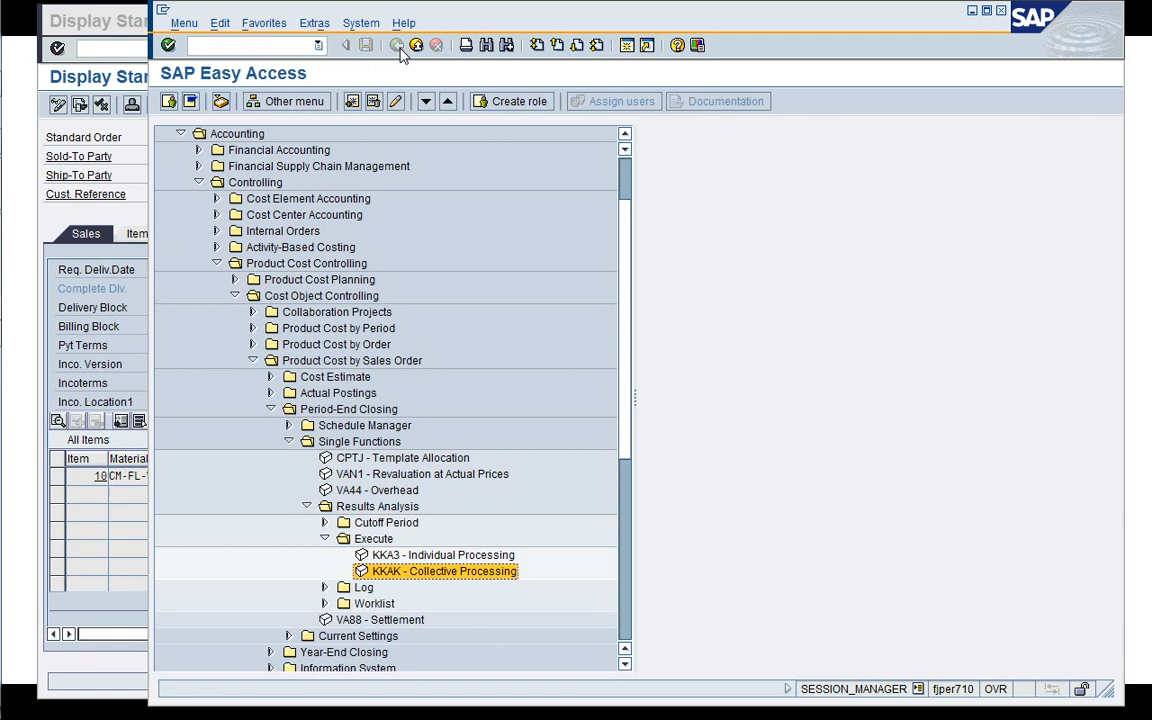 Display Sta
Menu Edit Favorites Extras System Help
SAP
Display Sta
SAP Easy Access
Other menu Create role Assign users Documentation
Standard Order
Sold-To Party
Ship-To Party
Cust. Reference
Sales Item
Req. Deliv.Date
Complete Dlv.
Delivery Block
Billing Block
Pyt Terms
Inco. Version
Incoterms
Inco. Location1
All Items
Item Material
10 CM-FL-
Accounting
Financial Accounting
Financial Supply Chain Management
Controlling
Cost Element Accounting
Cost Center Accounting
Internal Orders
Activity-Based Costing
Product Cost Controlling
Product Cost Planning
Cost Object Controlling
Collaboration Projects
Product Cost by Period
Product Cost by Order
Product Cost by Sales Order
Cost Estimate
Actual Postings
Period-End Closing
Schedule Manager
Single Functions
CPTJ - Template Allocation
VAN1 - Revaluation at Actual Prices
VA44 - Overhead
Results Analysis
Cutoff Period
Execute
KKA3 - Individual Processing
KKAK - Collective Processing
Log
Worklist
VA88 - Settlement
Current Settings
Year-End Closing
Information System
SESSION_MANAGER fjper710 OVR